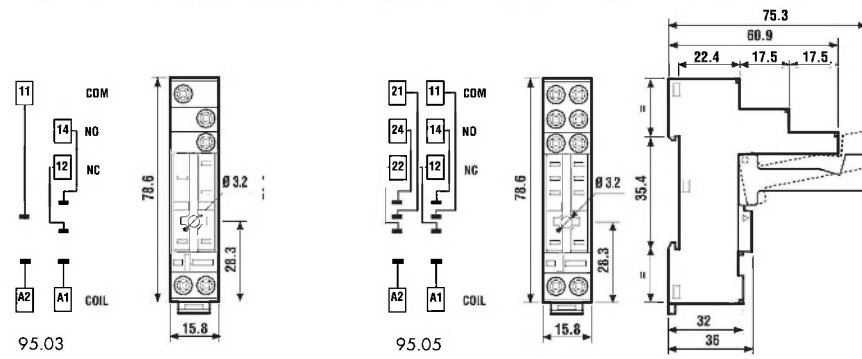 75.3
60.9
22.4 17.5 17.5
11 COM
14 NO
12 NC
A2 A1 COIL
95.03
78.6
Ø 3.2
28.3
15.8
21 11 COM
24 14 NO
22 12 NC
A2 A1 COIL
95.05
78.6
Ø 3.2
28.3
15.8
=
35.4
=
32
36